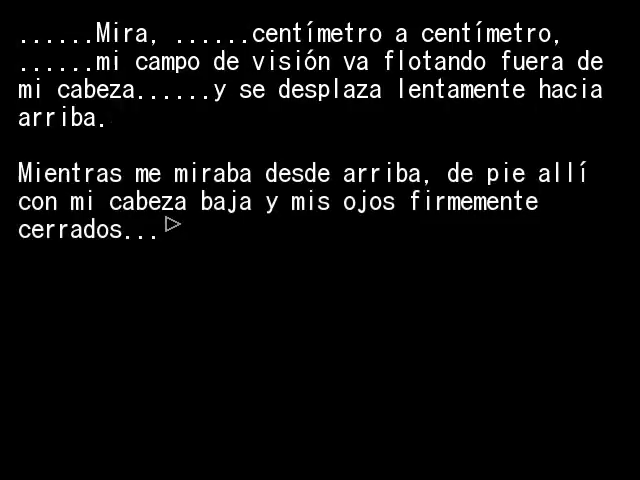 ......Mira, ......centímetro a centímetro,
......mi campo de visión va flotando fuera de
mi cabeza......y se desplaza lentamente hacia
arriba.
Mientras me miraba desde arriba, de pie allí
con mi cabeza baja y mis ojos firmemente
cerrados...